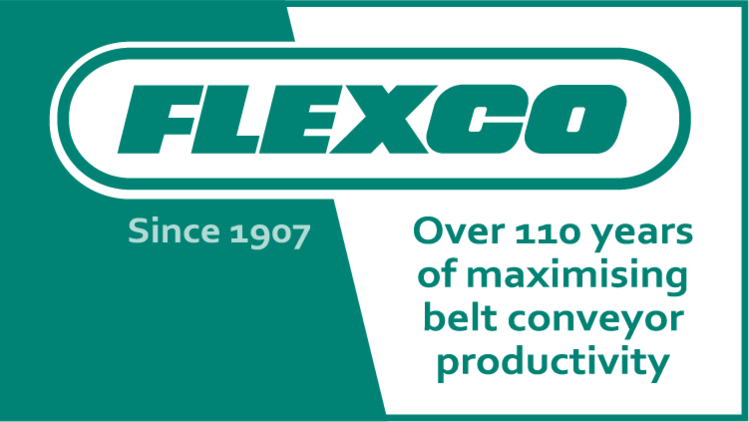 FLEXCO
Since 1907
Over 110 years
of maximising
belt conveyor
productivity